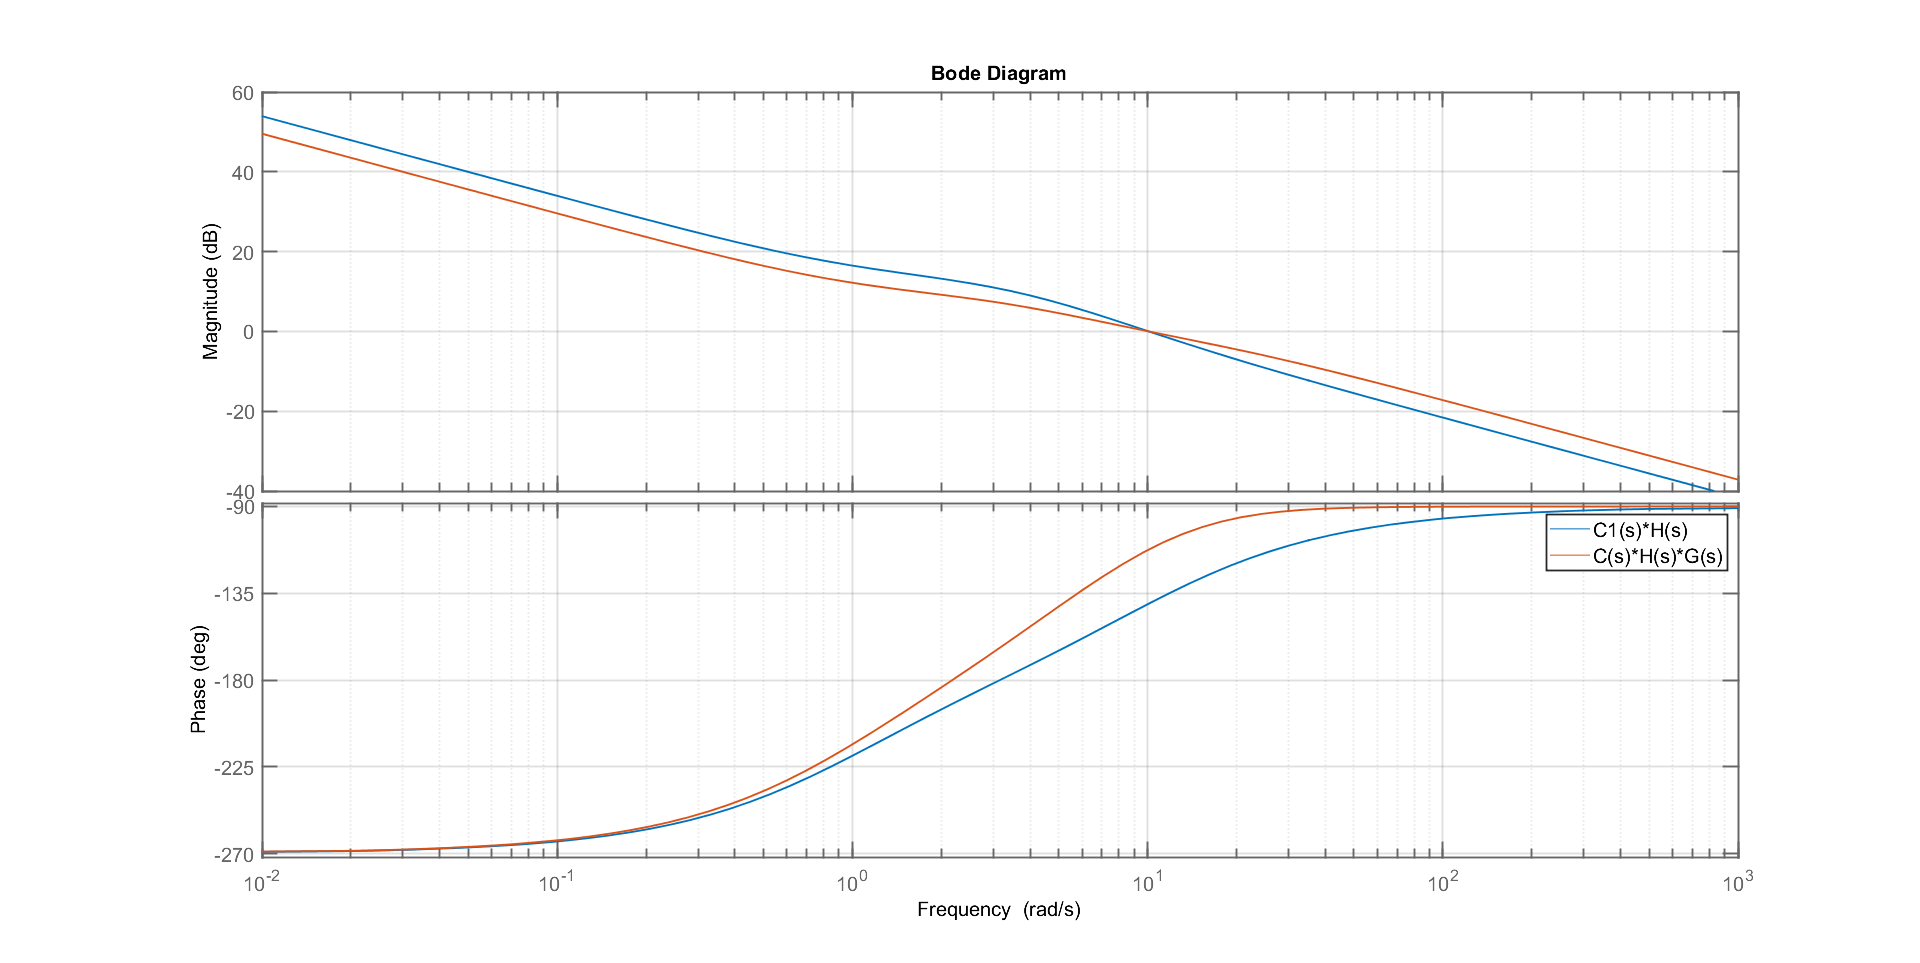 Bode Diagram
Magnitude (dB)
60
40
20
0
-20
-40
Phase (deg)
-90
-135
-180
-225
-270
C1(s)*H(s)
C(s)*H(s)*G(s)
10^-2 10^-1 10^0 10^1 10^2 10^3
Frequency (rad/s)